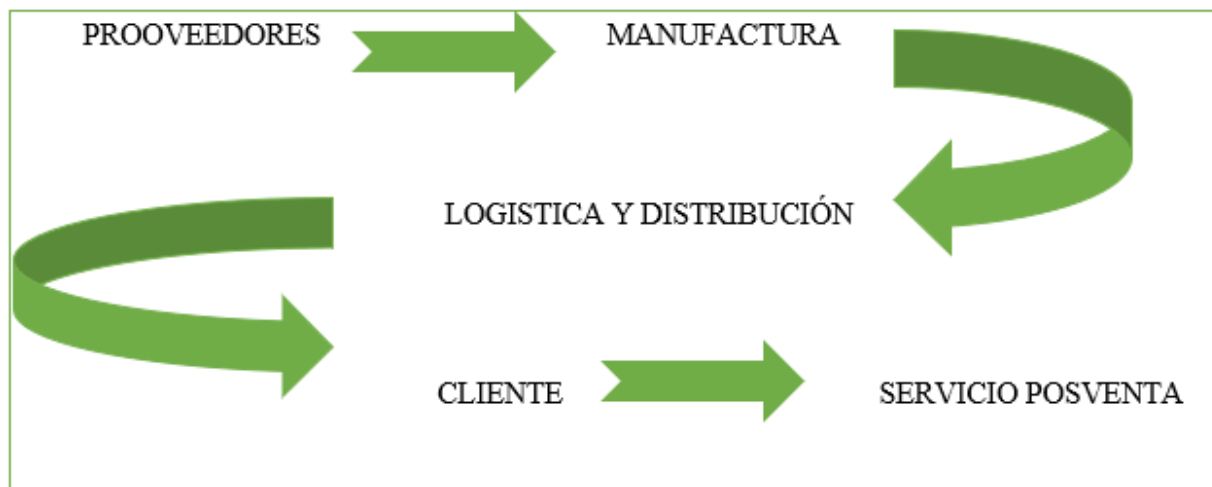 PROOVEEDORES
MANUFACTURA
LOGISTICA Y DISTRIBUCIÓN
CLIENTE
SERVICIO POSVENTA